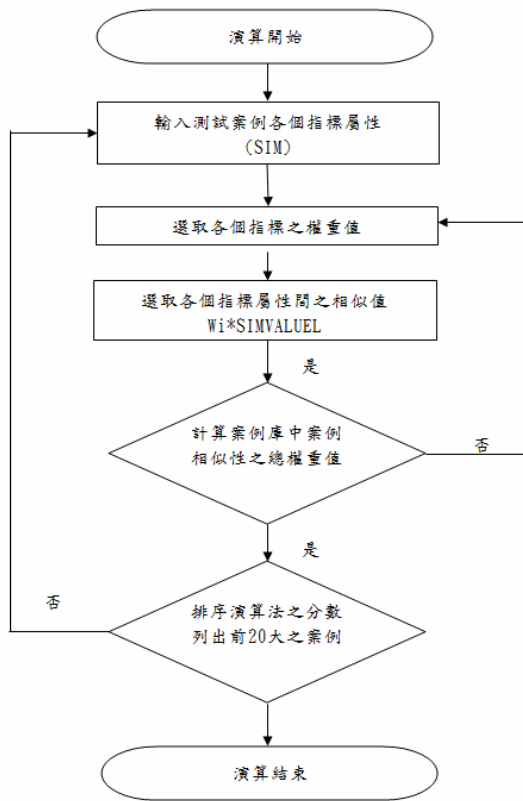 演算開始
輸入測試案例各個指標屬性
(SIM)
選取各個指標之權重值
選取各個指標屬性間之相似值
Wi*SIMVALUEL
是
計算案例庫中案例
相似性之總權重值
否
是
否
排序演算法之分數
列出前20大之案例
演算結束